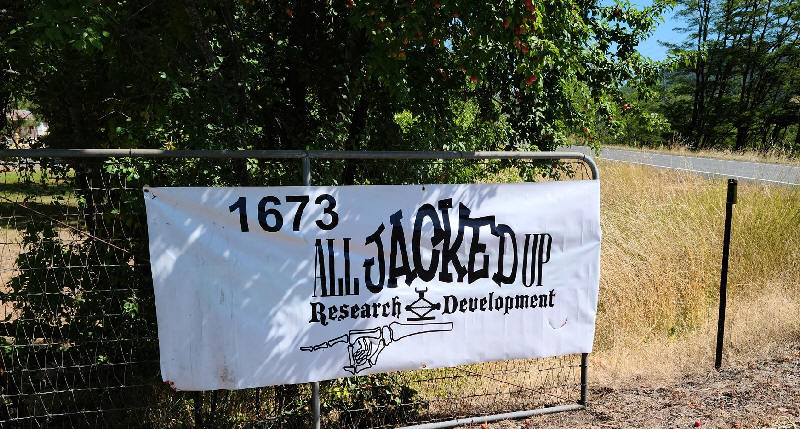 1673
ALL JACKED UP
Research Development